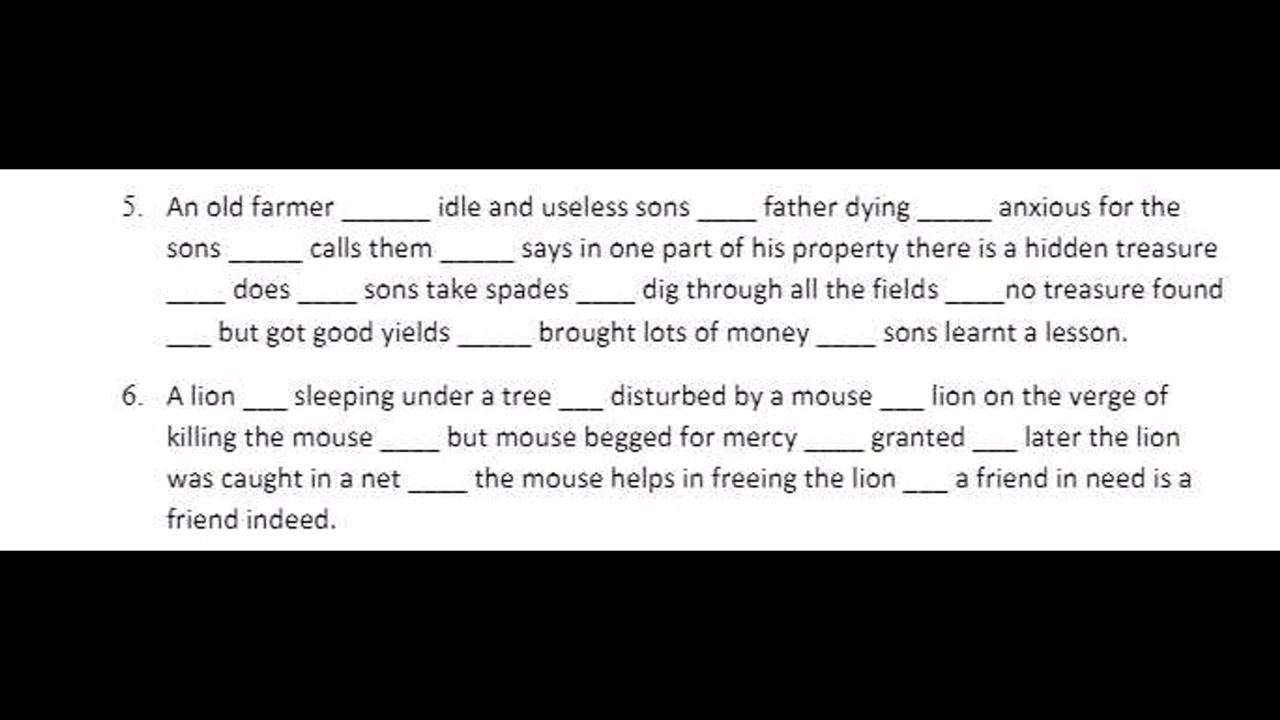 5. An old farmer ______ idle and useless sons ____ father dying _____ anxious for the
sons _____ calls them _____ says in one part of his property there is a hidden treasure
____ does ____ sons take spades ____ dig through all the fields ____no treasure found
___ but got good yields _____ brought lots of money ____ sons learnt a lesson.
6. A lion ___ sleeping under a tree ___ disturbed by a mouse ___ lion on the verge of
killing the mouse ____ but mouse begged for mercy ____ granted ___ later the lion
was caught in a net ____ the mouse helps in freeing the lion ___ a friend in need is a
friend indeed.